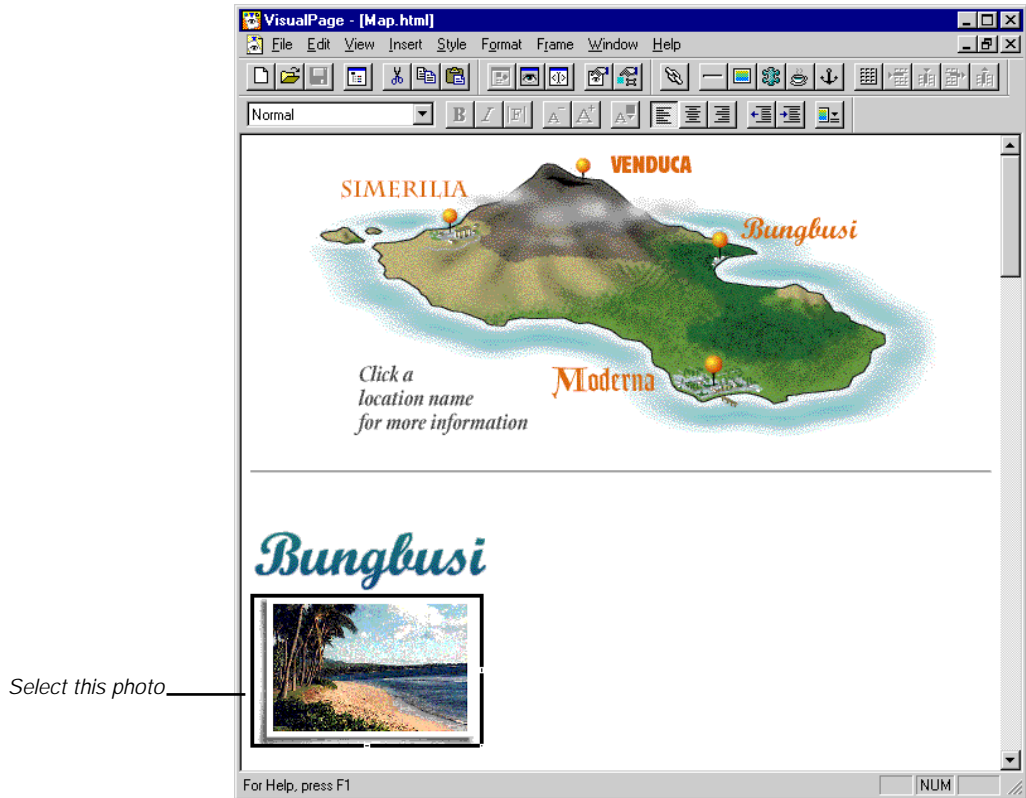 VisualPage - [Map.html]
File Edit View Insert Style Format Frame Window Help
Normal
B I F A- A+ A
SIMERILIA
VENDUCA
Bungbusi
Moderna
Click a
location name
for more information
Bungbusi
Select this photo
For Help, press F1
NUM